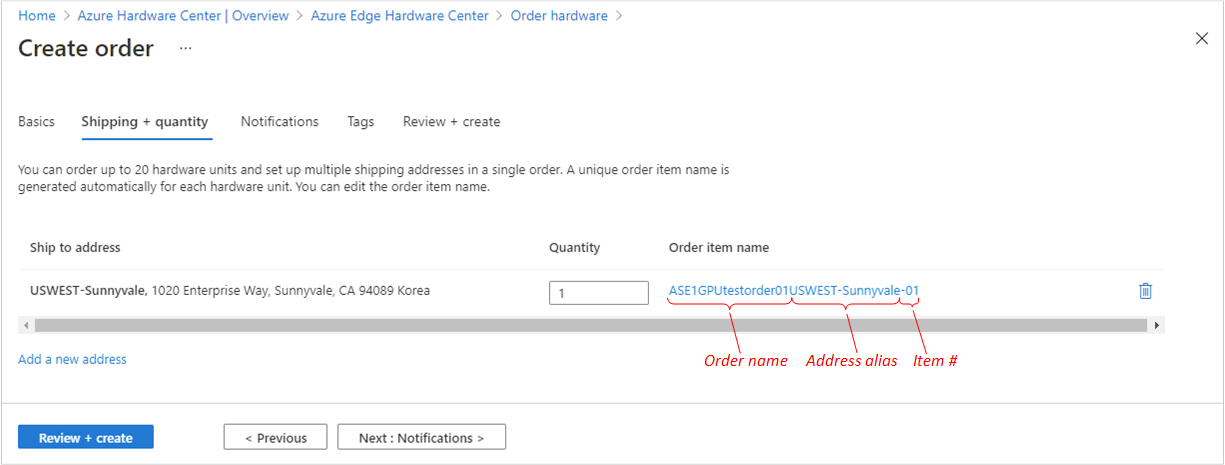 Home > Azure Hardware Center | Overview > Azure Edge Hardware Center > Order hardware >
Create order ...
Basics Shipping + quantity Notifications Tags Review + create
You can order up to 20 hardware units and set up multiple shipping addresses in a single order. A unique order item name is
generated automatically for each hardware unit. You can edit the order item name.
Ship to address Quantity Order item name
USWEST-Sunnyvale, 1020 Enterprise Way, Sunnyvale, CA 94089 Korea 1 ASE1GPUtestorder01USWEST-Sunnyvale-01
Order name Address alias Item #
Add a new address
Review + create < Previous Next : Notifications >